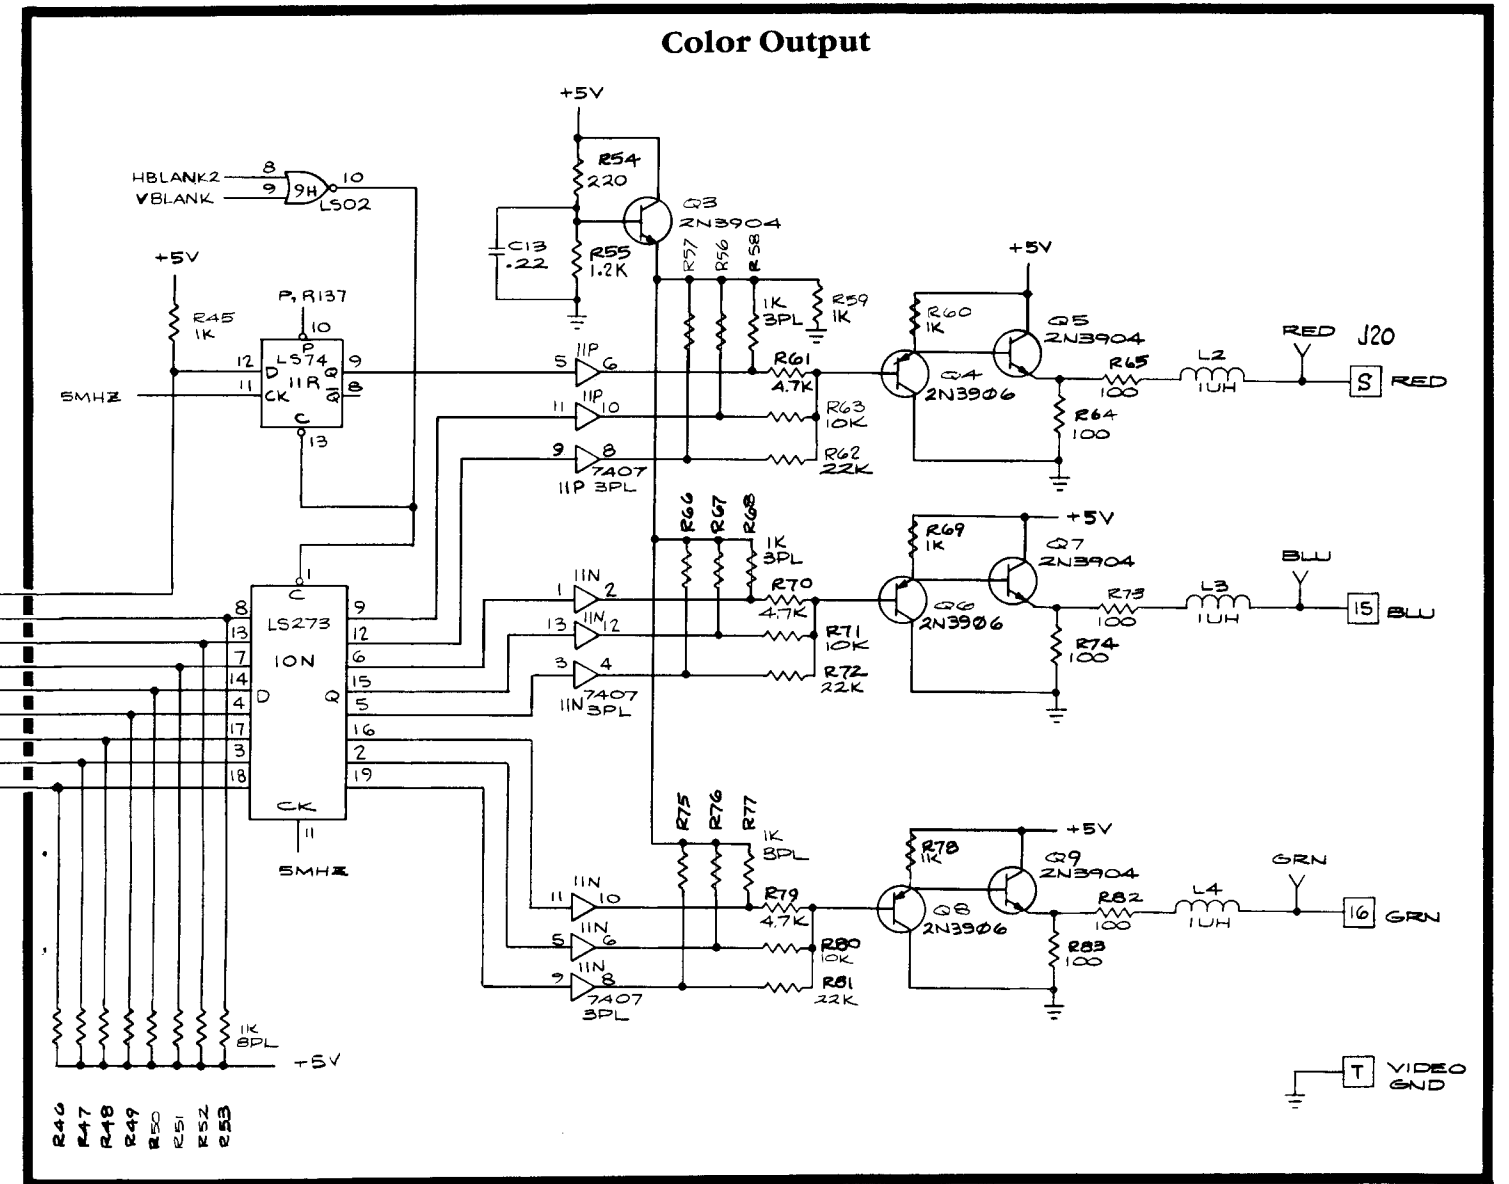 Color Output
+5V
R54
220
HBLANK2 8
VBLANK 9
9H
10
LS02
Q3
2N3904
C13
.22
R55
1.2K
R57
R56
R58
1K
3PL
R59
1K
+5V
R45
1K
P, R137
10
P
12 D LS74 Q 9
11 CK 11R Q 8
5MHZ
C
13
11P
5 6
11P
11 10
9 8
7407
11P 3PL
R61
4.7K
R63
10K
R62
22K
+5V
R60
1K
Q5
2N3904
Q4
2N3906
R65
100
R64
100
L2
1UH
RED
J20
S RED
R66
R67
R68
1K
3PL
11N
1 2
13 11N 12
3 4
7407
11N 3PL
R70
4.7K
R71
10K
R72
22K
+5V
R69
1K
Q7
2N3904
Q6
2N3906
R73
100
R74
100
L3
1UH
BLU
15 BLU
1
C
LS273
10N
D
Q
CK
11
5MHZ
8
13
7
14
4
17
3
18
9
12
6
15
5
16
2
19
R75
R76
R77
1K
3PL
11N
11 10
11N
5 6
11N
9 8
7407
3PL
R79
4.7K
R80
10K
R81
22K
+5V
R78
1K
Q9
2N3904
Q8
2N3906
R82
100
R83
100
L4
1UH
GRN
16 GRN
1K
8PL
+5V
R46
R47
R48
R49
R50
R51
R52
R53
T VIDEO
GND